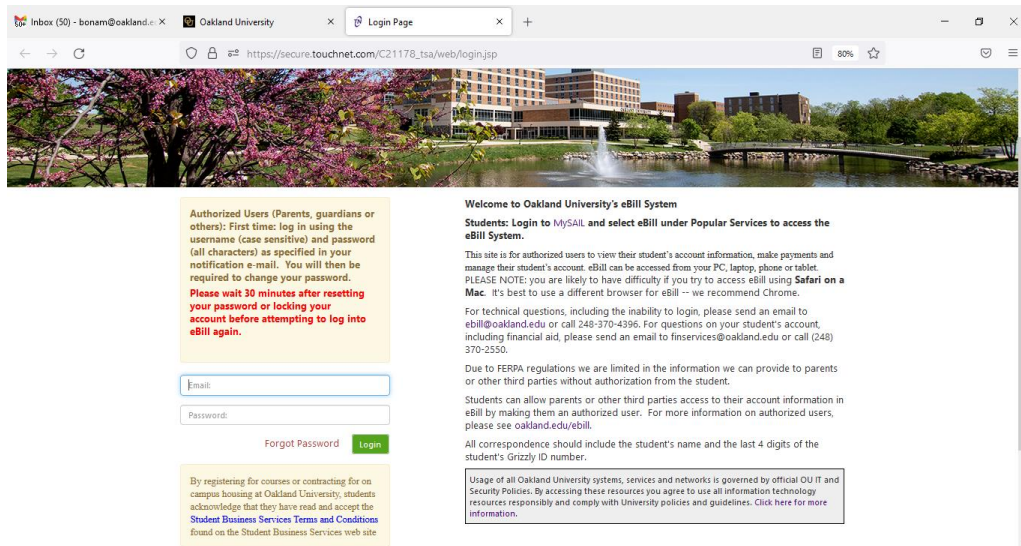 Inbox (50) - bonam@oakland.e
Oakland University
Login Page
https://secure.touchnet.com/C21178_tsa/web/login.jsp
80%
Authorized Users (Parents, guardians or
others): First time: log in using the
username (case sensitive) and password
(all characters) as specified in your
notification e-mail. You will then be
required to change your password.
Please wait 30 minutes after resetting
your password or locking your
account before attempting to log into
eBill again.
Email:
Password:
Forgot Password Login
By registering for courses or contracting for on
campus housing at Oakland University, students
acknowledge that they have read and accept the
Student Business Services Terms and Conditions
found on the Student Business Services web site
Welcome to Oakland University's eBill System
Students: Login to MySAIL and select eBill under Popular Services to access the
eBill System.
This site is for authorized users to view their student's account information, make payments and
manage their student's account. eBill can be accessed from your PC, laptop, phone or tablet.
PLEASE NOTE: you are likely to have difficulty if you try to access eBill using Safari on a
Mac. It's best to use a different browser for eBill -- we recommend Chrome.
For technical questions, including the inability to login, please send an email to
ebill@oakland.edu or call 248-370-4396. For questions on your student's account,
including financial aid, please send an email to finservices@oakland.edu or call (248)
370-2550.
Due to FERPA regulations we are limited in the information we can provide to parents
or other third parties without authorization from the student.
Students can allow parents or other third parties access to their account information in
eBill by making them an authorized user. For more information on authorized users,
please see oakland.edu/ebill.
All correspondence should include the student's name and the last 4 digits of the
student's Grizzly ID number.
Usage of all Oakland University systems, services and networks is governed by official OU IT and
Security Policies. By accessing these resources you agree to use all information technology
resources responsibly and comply with University policies and guidelines. Click here for more
information.